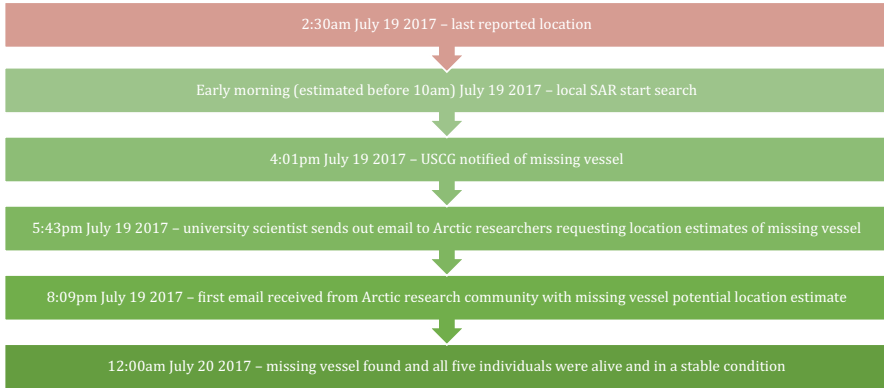 2:30am July 19 2017 – last reported location
Early morning (estimated before 10am) July 19 2017 – local SAR start search
4:01pm July 19 2017 – USCG notified of missing vessel
5:43pm July 19 2017 – university scientist sends out email to Arctic researchers requesting location estimates of missing vessel
8:09pm July 19 2017 – first email received from Arctic research community with missing vessel potential location estimate
12:00am July 20 2017 – missing vessel found and all five individuals were alive and in a stable condition